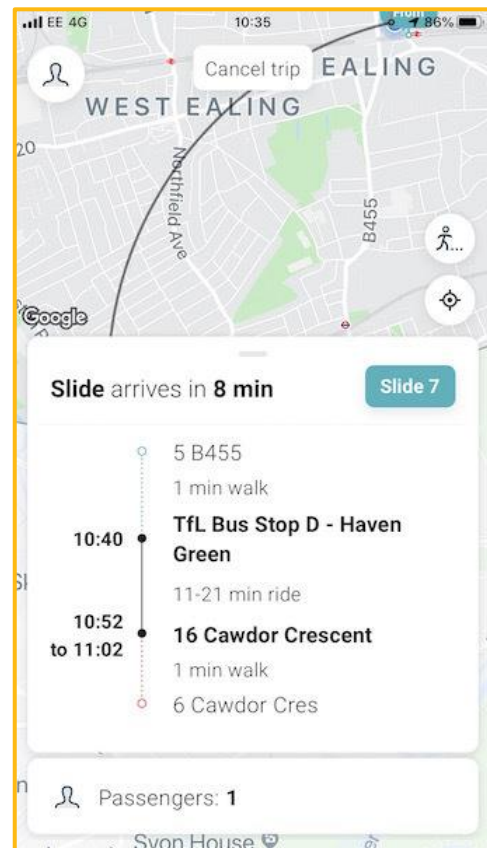 EE 4G 10:35 86%
From
Cancel trip
EALING
WEST EALING
20
Northfield Ave
B455
Google
Slide arrives in 8 min
Slide 7
5 B455
1 min walk
10:40
TfL Bus Stop D - Haven
Green
11-21 min ride
10:52
to 11:02
16 Cawdor Crescent
1 min walk
6 Cawdor Cres
Passengers: 1
Syon House